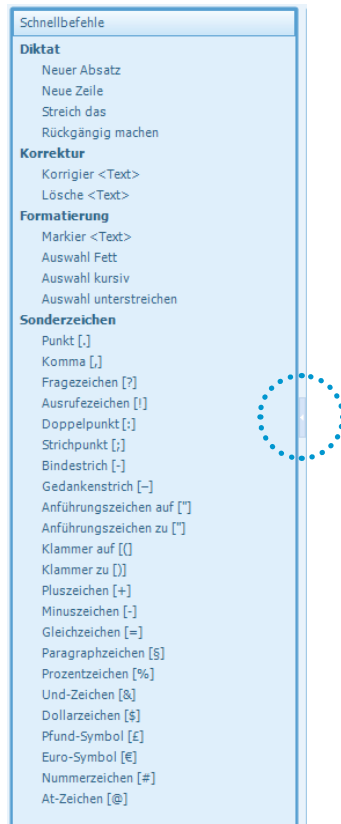 Schnellbefehle
Diktat
Neuer Absatz
Neue Zeile
Streich das
Rückgängig machen
Korrektur
Korrigier <Text>
Lösche <Text>
Formatierung
Markier <Text>
Auswahl Fett
Auswahl kursiv
Auswahl unterstreichen
Sonderzeichen
Punkt [.]
Komma [,]
Fragezeichen [?]
Ausrufezeichen [!]
Doppelpunkt [:]
Strichpunkt [;]
Bindestrich [-]
Gedankenstrich [–]
Anführungszeichen auf ["]
Anführungszeichen zu ["]
Klammer auf [(]
Klammer zu [)]
Pluszeichen [+]
Minuszeichen [-]
Gleichzeichen [=]
Paragraphzeichen [§]
Prozentzeichen [%]
Und-Zeichen [&]
Dollarzeichen [$]
Pfund-Symbol [£]
Euro-Symbol [€]
Nummerzeichen [#]
At-Zeichen [@]